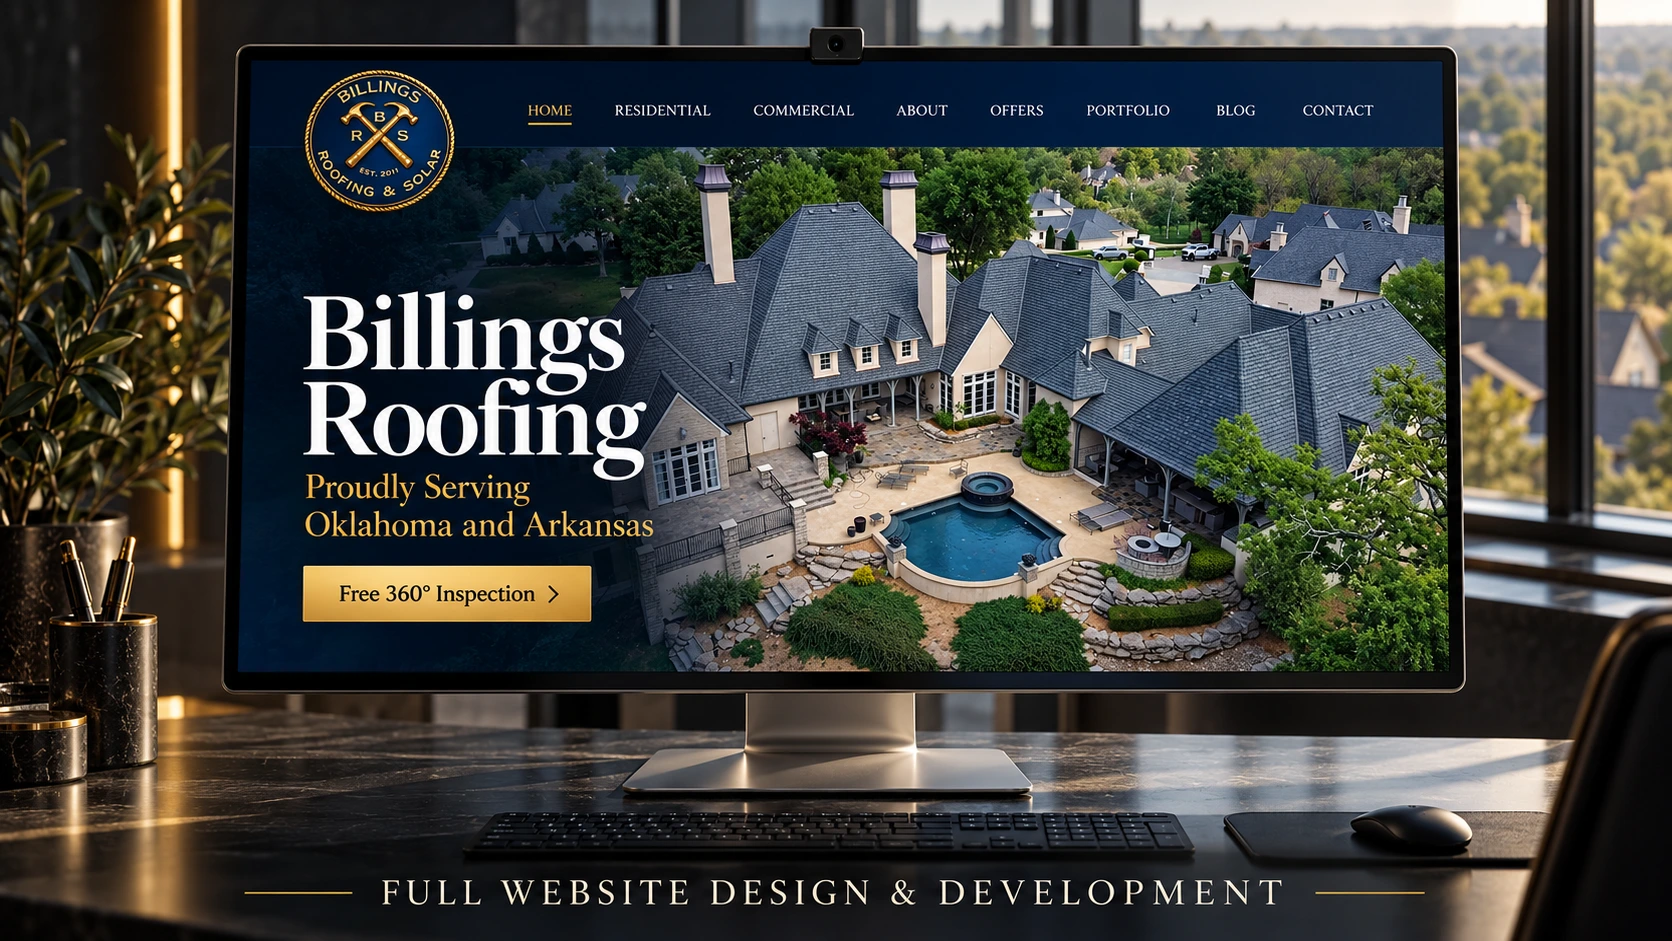 BILLINGS
B
R S
EST. 2011
ROOFING & SOLAR
HOME RESIDENTIAL COMMERCIAL ABOUT OFFERS PORTFOLIO BLOG CONTACT
Billings
Roofing
Proudly Serving
Oklahoma and Arkansas
Free 360° Inspection
FULL WEBSITE DESIGN & DEVELOPMENT